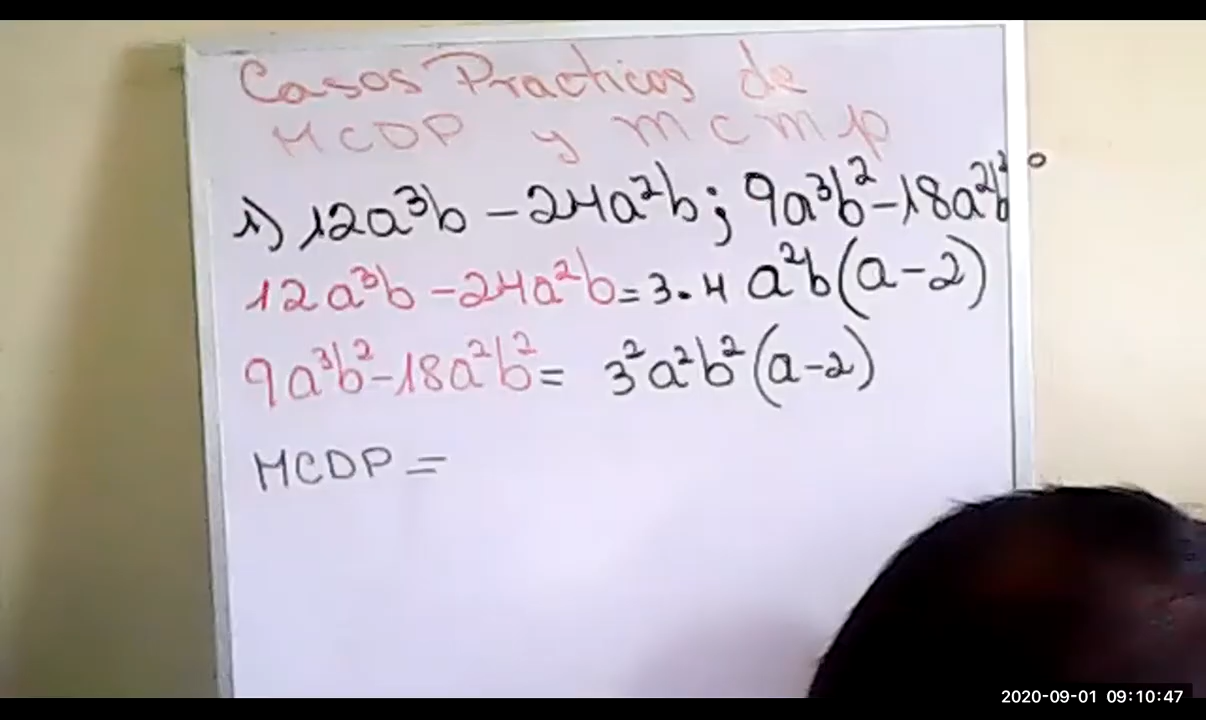 Casos Practicos de
MCDP y mcmp
1) 12a³b - 24a²b; 9a³b² - 18a²b²
12a³b - 24a²b = 3·4 a²b(a-2)
9a³b² - 18a²b² = 3²a²b²(a-2)
MCDP =
2020-09-01 09:10:47